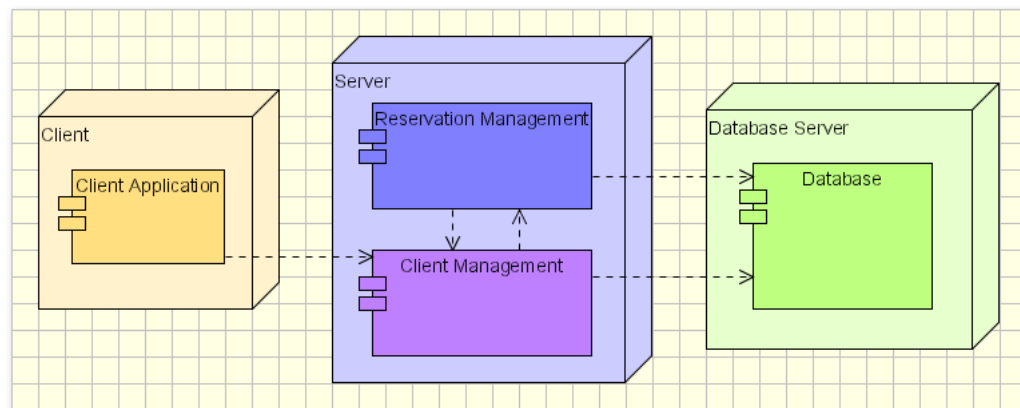 Client
Client Application
Server
Reservation Management
Client Management
Database Server
Database